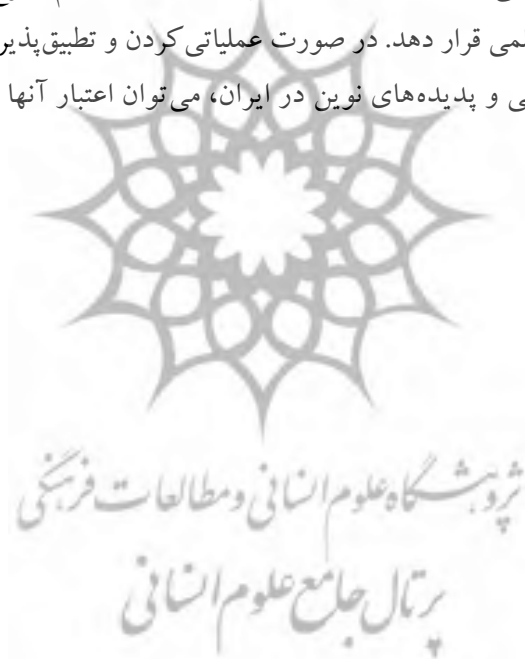 نمی قرار دهد. در صورت عملیاتی‌کردن و تطبیق‌پذیر
ی و پدیده‌های نوین در ایران، می‌توان اعتبار آنها
پژوهشگاه علوم انسانی و مطالعات فرهنگی
پرتال جامع علوم انسانی